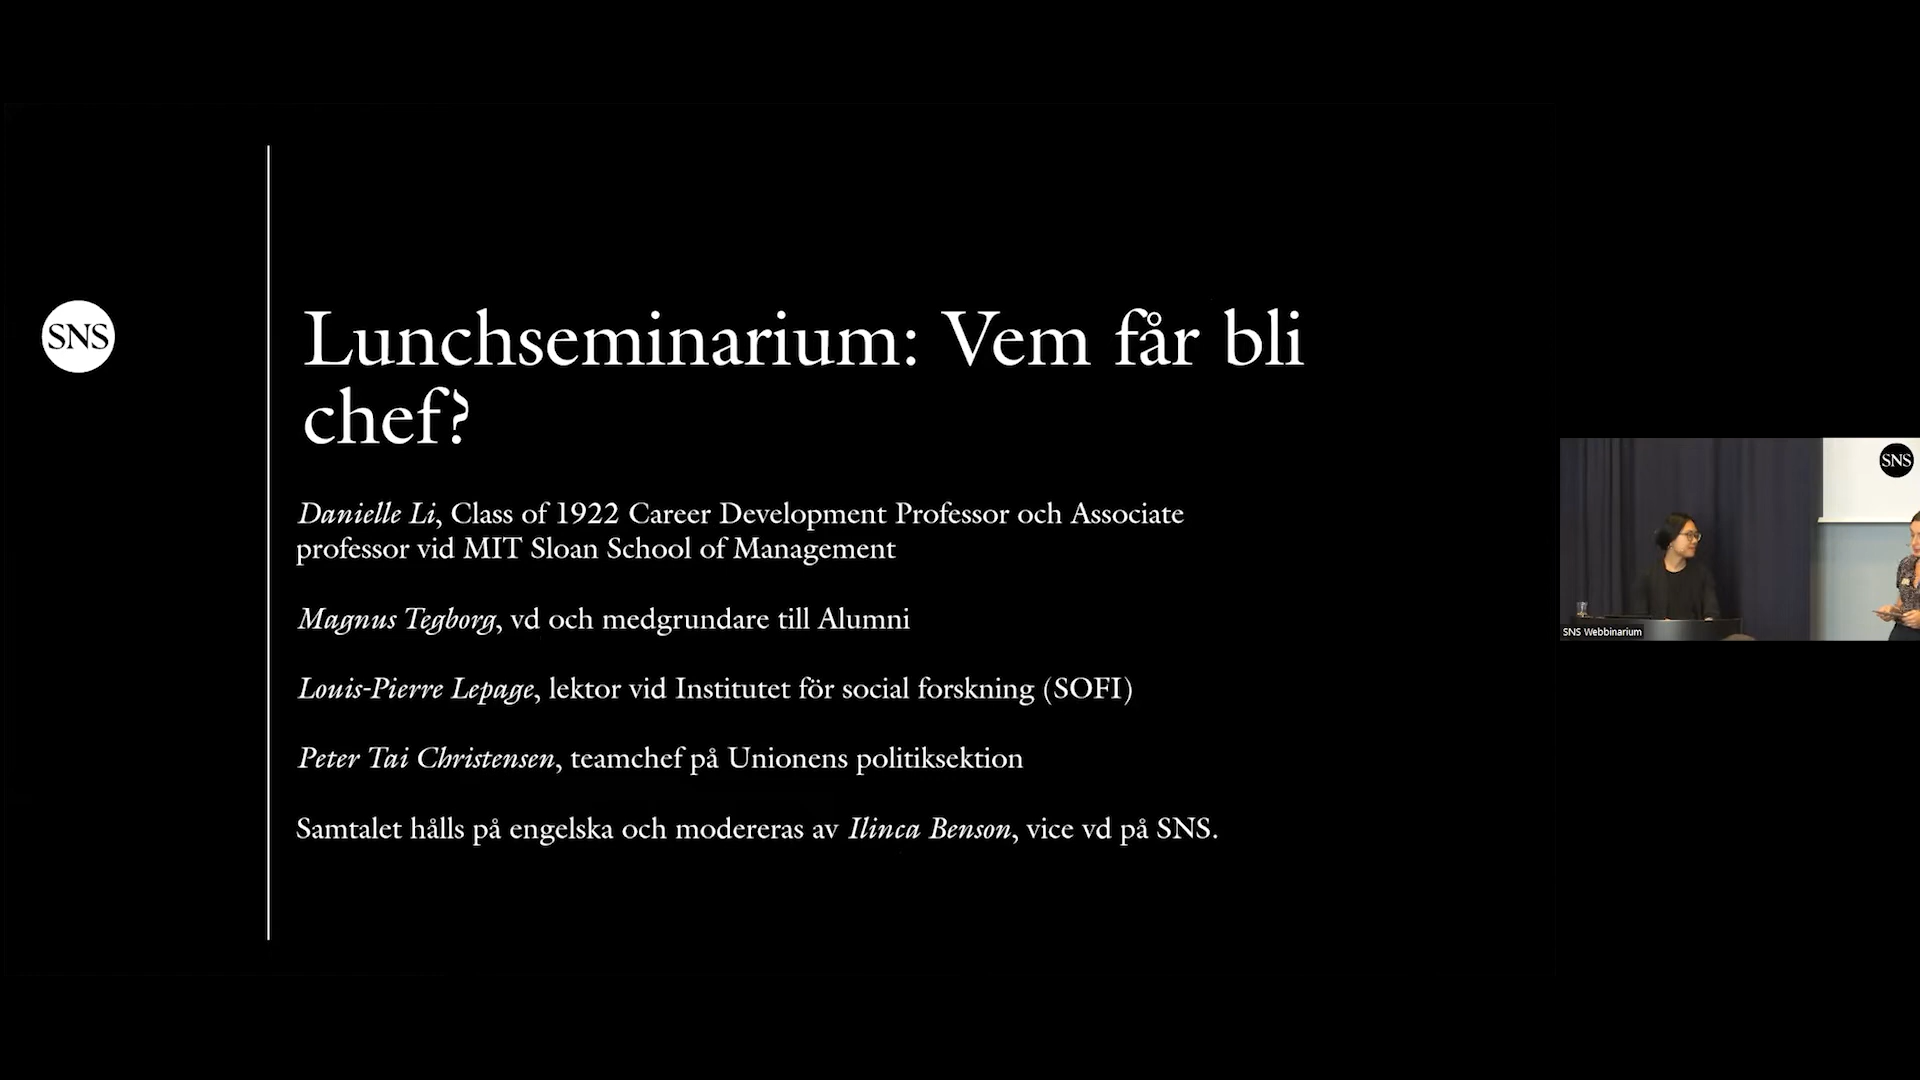 SNS
Lunchseminarium: Vem får bli
chef?
Danielle Li, Class of 1922 Career Development Professor och Associate
professor vid MIT Sloan School of Management
Magnus Tegborg, vd och medgrundare till Alumni
Louis-Pierre Lepage, lektor vid Institutet för social forskning (SOFI)
Peter Tai Christensen, teamchef på Unionens politiksektion
Samtalet hålls på engelska och modereras av Ilinca Benson, vice vd på SNS.
SNS
SNS Webbinarium